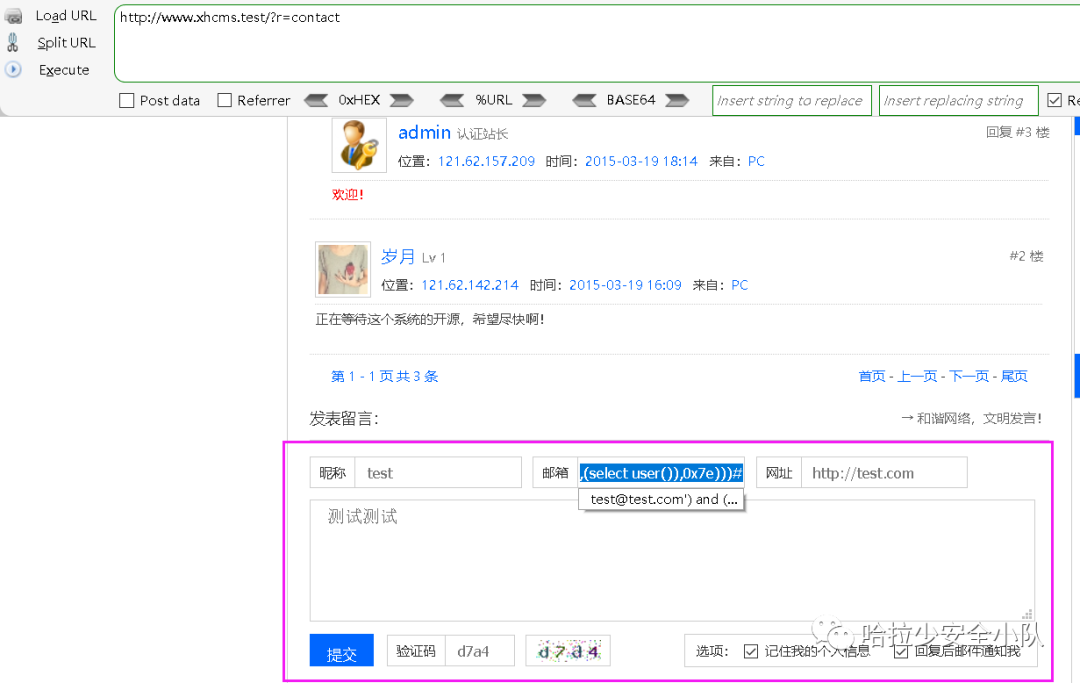 Load URL
http://www.xhcms.test/?r=contact
Split URL
Execute
Post data Referrer 0xHEX %URL BASE64 Insert string to replace Insert replacing string Re
admin 认证站长 回复 #3 楼
位置：121.62.157.209 时间：2015-03-19 18:14 来自：PC
欢迎!
岁月 Lv 1 #2 楼
位置：121.62.142.214 时间：2015-03-19 16:09 来自：PC
正在等待这个系统的开源，希望尽快啊！
第 1 - 1 页 共 3 条 首页 - 上一页 - 下一页 - 尾页
发表留言： → 和谐网络，文明发言！
昵称 test 邮箱 ,(select user()),0x7e)))# 网址 http://test.com
test@test.com') and (...
测试测试
哈拉少安全小队
提交 验证码 d7a4 d7a4 选项： 记住我的个人信息 回复后邮件通知我